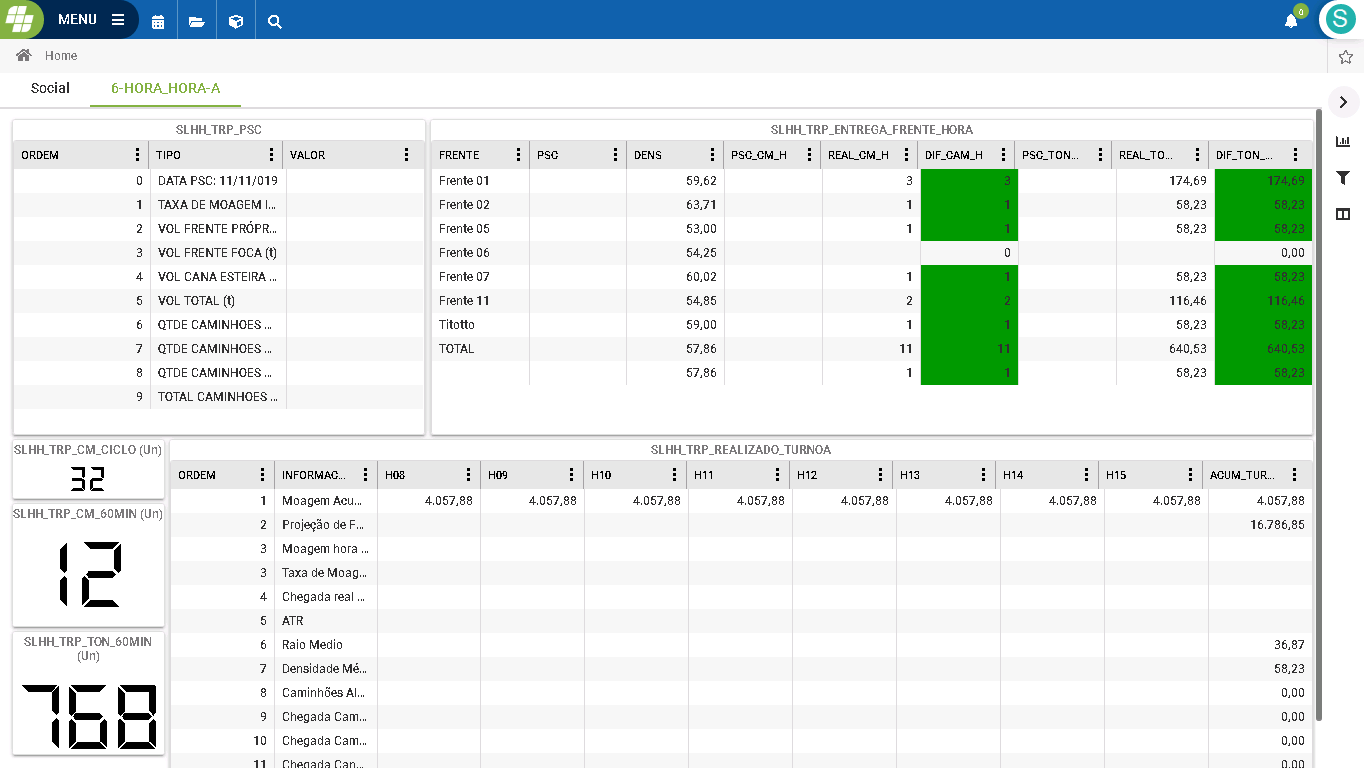 MENU
0
S
Home
Social 6-HORA_HORA-A
SLHH_TRP_PSC
ORDEM TIPO VALOR
0 DATA PSC: 11/11/019
1 TAXA DE MOAGEM I...
2 VOL FRENTE PRÓPR...
3 VOL FRENTE FOCA (t)
4 VOL CANA ESTEIRA ...
5 VOL TOTAL (t)
6 QTDE CAMINHOES ...
7 QTDE CAMINHOES ...
8 QTDE CAMINHOES ...
9 TOTAL CAMINHOES ...
SLHH_TRP_ENTREGA_FRENTE_HORA
FRENTE PSC DENS PSC_CM_H REAL_CM_H DIF_CAM_H PSC_TON... REAL_TO... DIF_TON_...
Frente 01 59,62 3 3 174,69 174,69
Frente 02 63,71 1 1 58,23 58,23
Frente 05 53,00 1 1 58,23 58,23
Frente 06 54,25 0 0,00
Frente 07 60,02 1 1 58,23 58,23
Frente 11 54,85 2 2 116,46 116,46
Titotto 59,00 1 1 58,23 58,23
TOTAL 57,86 11 11 640,53 640,53
57,86 1 1 58,23 58,23
SLHH_TRP_CM_CICLO (Un)
32
SLHH_TRP_CM_60MIN (Un)
12
SLHH_TRP_TON_60MIN
(Un)
768
SLHH_TRP_REALIZADO_TURNOA
ORDEM INFORMAC... H08 H09 H10 H11 H12 H13 H14 H15 ACUM_TUR...
1 Moagem Acu... 4.057,88 4.057,88 4.057,88 4.057,88 4.057,88 4.057,88 4.057,88 4.057,88 4.057,88
2 Projeção de F... 16.786,85
3 Moagem hora ...
3 Taxa de Moag...
4 Chegada real ...
5 ATR
6 Raio Medio 36,87
7 Densidade Mé... 58,23
8 Caminhões Al... 0,00
9 Chegada Cam... 0,00
10 Chegada Cam... 0,00
11 Chegada Can... 0,00